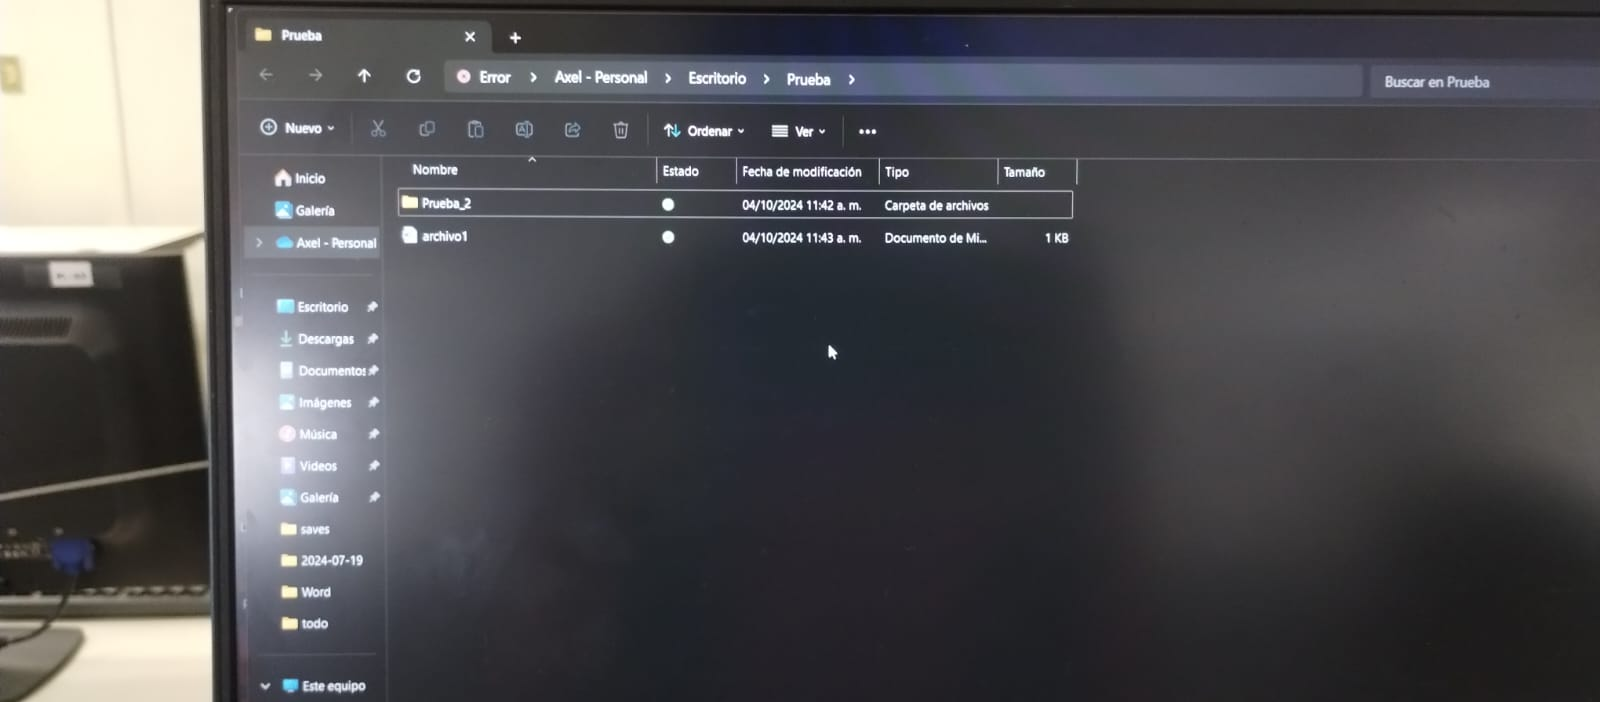 Prueba
Error > Axel - Personal > Escritorio > Prueba >
Buscar en Prueba
Nuevo
Ordenar
Ver
Nombre Estado Fecha de modificación Tipo Tamaño
Prueba_2 04/10/2024 11:42 a. m. Carpeta de archivos
archivo1 04/10/2024 11:43 a. m. Documento de Mi... 1 KB
Inicio
Galería
Axel - Personal
Escritorio
Descargas
Documentos
Imágenes
Música
Videos
Galería
saves
2024-07-19
Word
todo
Este equipo